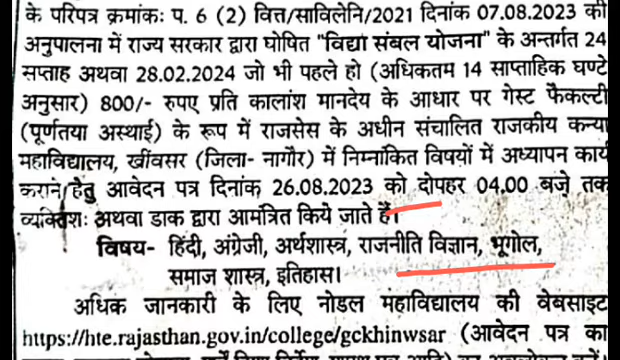 के परिपत्र क्रमांकः प. 6 (2) वित्त/साविलेनि/2021 दिनांक 07.08.2023 की
अनुपालना में राज्य सरकार द्वारा घोषित "विद्या संबल योजना" के अन्तर्गत 24
सप्ताह अथवा 28.02.2024 जो भी पहले हो (अधिकतम 14 साप्ताहिक घण्टे
अनुसार) 800/- रुपए प्रति कालांश मानदेय के आधार पर गेस्ट फैकल्टी
(पूर्णतया अस्थाई) के रूप में राजसेस के अधीन संचालित राजकीय कन्या
महाविद्यालय, खींवसर (जिला- नागौर) में निम्नांकित विषयों में अध्यापन कार्य
कराने हेतु आवेदन पत्र दिनांक 26.08.2023 को दोपहर 04.00 बजे तक
व्यक्तिशः अथवा डाक द्वारा आमंत्रित किये जाते हैं।
विषय- हिंदी, अंग्रेजी, अर्थशास्त्र, राजनीति विज्ञान, भूगोल,
समाज शास्त्र, इतिहास।
अधिक जानकारी के लिए नोडल महाविद्यालय की वेबसाइट
https://hte.rajasthan.gov.in/college/gckhinwsar (आवेदन पत्र का